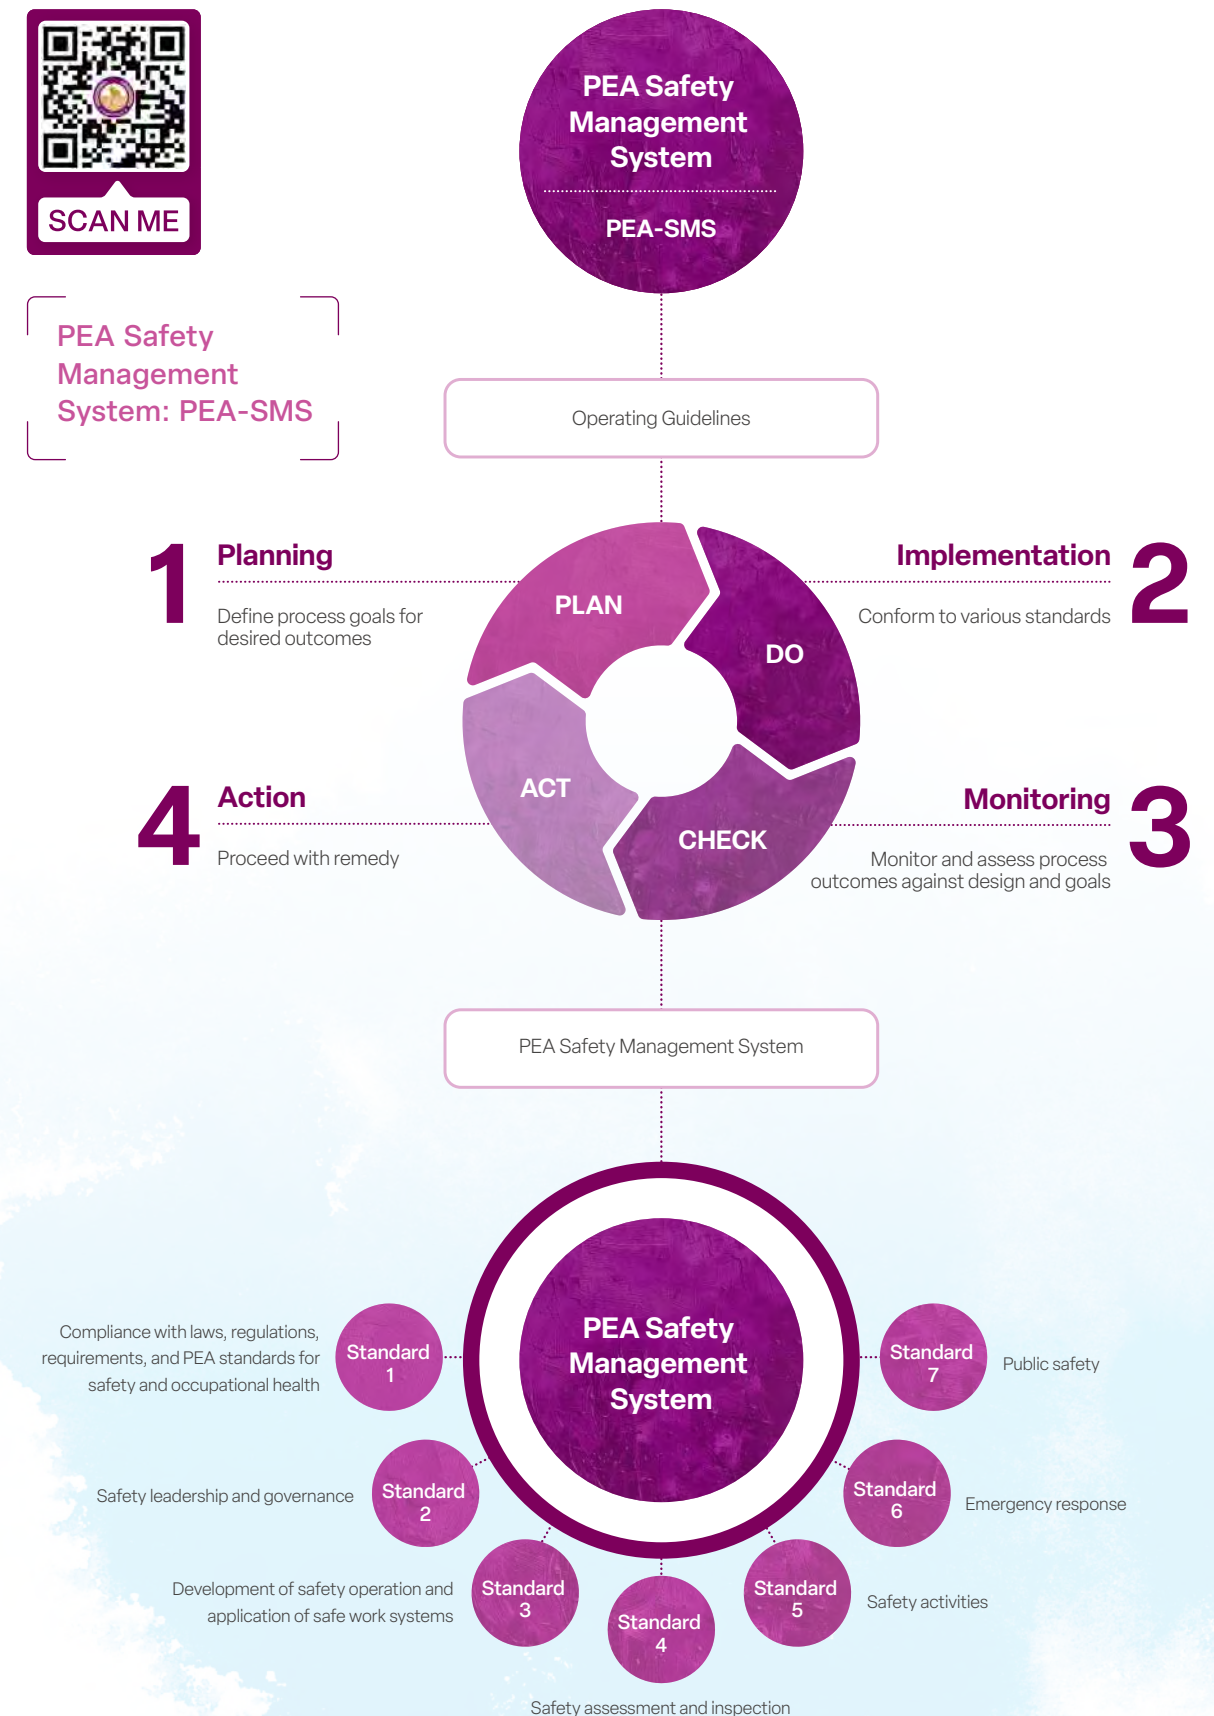 SCAN ME
PEA Safety
Management
System: PEA-SMS
PEA Safety
Management
System
PEA-SMS
Operating Guidelines
1
Planning
Define process goals for
desired outcomes
PLAN
Implementation
2
Conform to various standards
DO
4
Action
Proceed with remedy
ACT
Monitoring
3
Monitor and assess process
outcomes against design and goals
CHECK
PEA Safety Management System
PEA Safety
Management
System
Compliance with laws, regulations,
requirements, and PEA standards for
safety and occupational health
Standard
1
Safety leadership and governance
Standard
2
Development of safety operation and
application of safe work systems
Standard
3
Standard
4
Safety assessment and inspection
Standard
5
Safety activities
Standard
6
Emergency response
Standard
7
Public safety